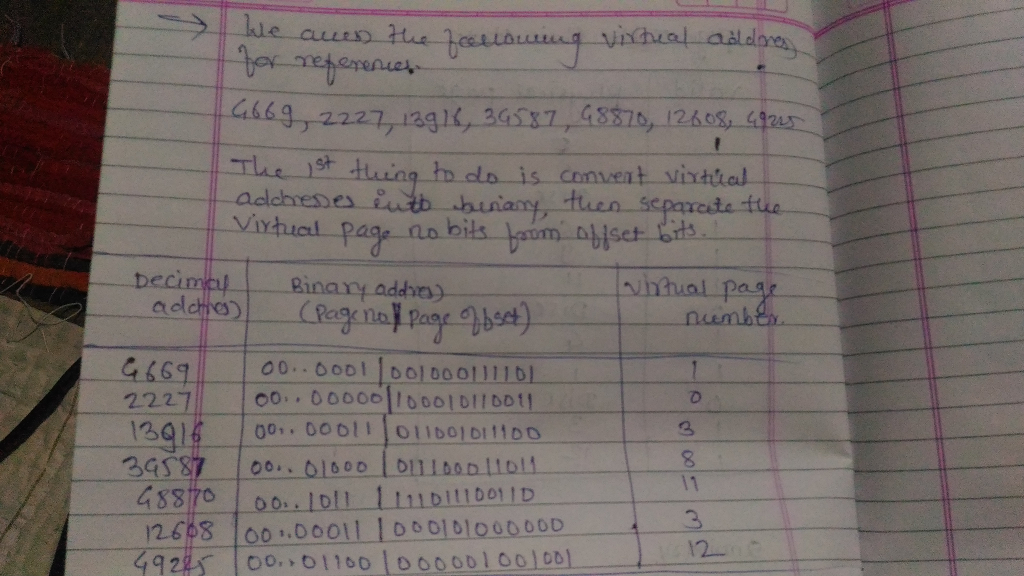 → We access the following virtual address
for references.
4669, 2227, 13916, 34587, 48870, 12608, 49225
The 1st thing to do is convert virtual
addresses into binary, then separate the
virtual page no bits from offset bits.
Decimal address | Binary address (Page no | page offset) | Virtual page number
4669 | 00..0001 | 001000111101 | 1
2227 | 00..00000 | 100010110011 | 0
13916 | 00..00011 | 011001011100 | 3
34587 | 00..01000 | 011100011011 | 8
48870 | 00..1011 | 111011100110 | 11
12608 | 00..00011 | 000101000000 | 3
49225 | 00..01100 | 000001001001 | 12